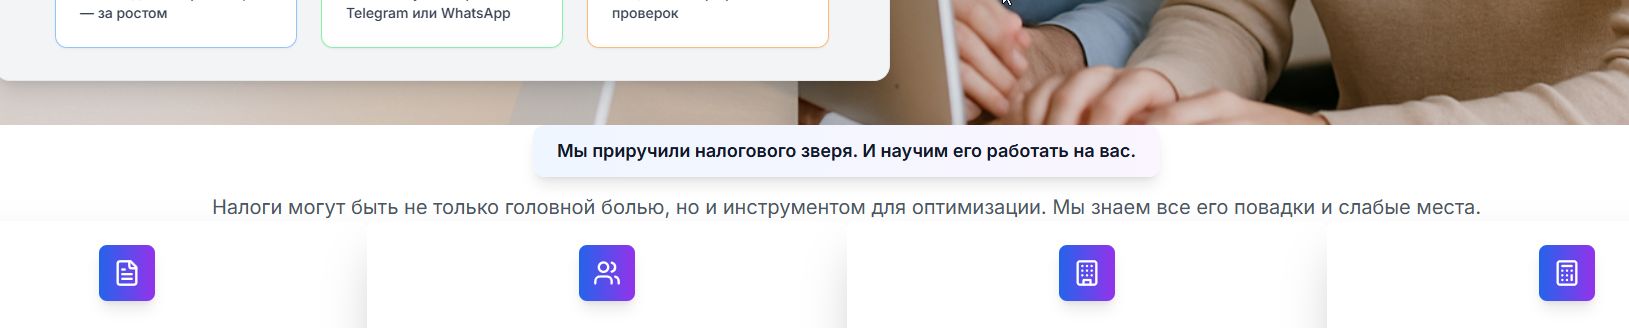 — за ростом
Telegram или WhatsApp
проверок
Мы приручили налогового зверя. И научим его работать на вас.
Налоги могут быть не только головной болью, но и инструментом для оптимизации. Мы знаем все его повадки и слабые места.